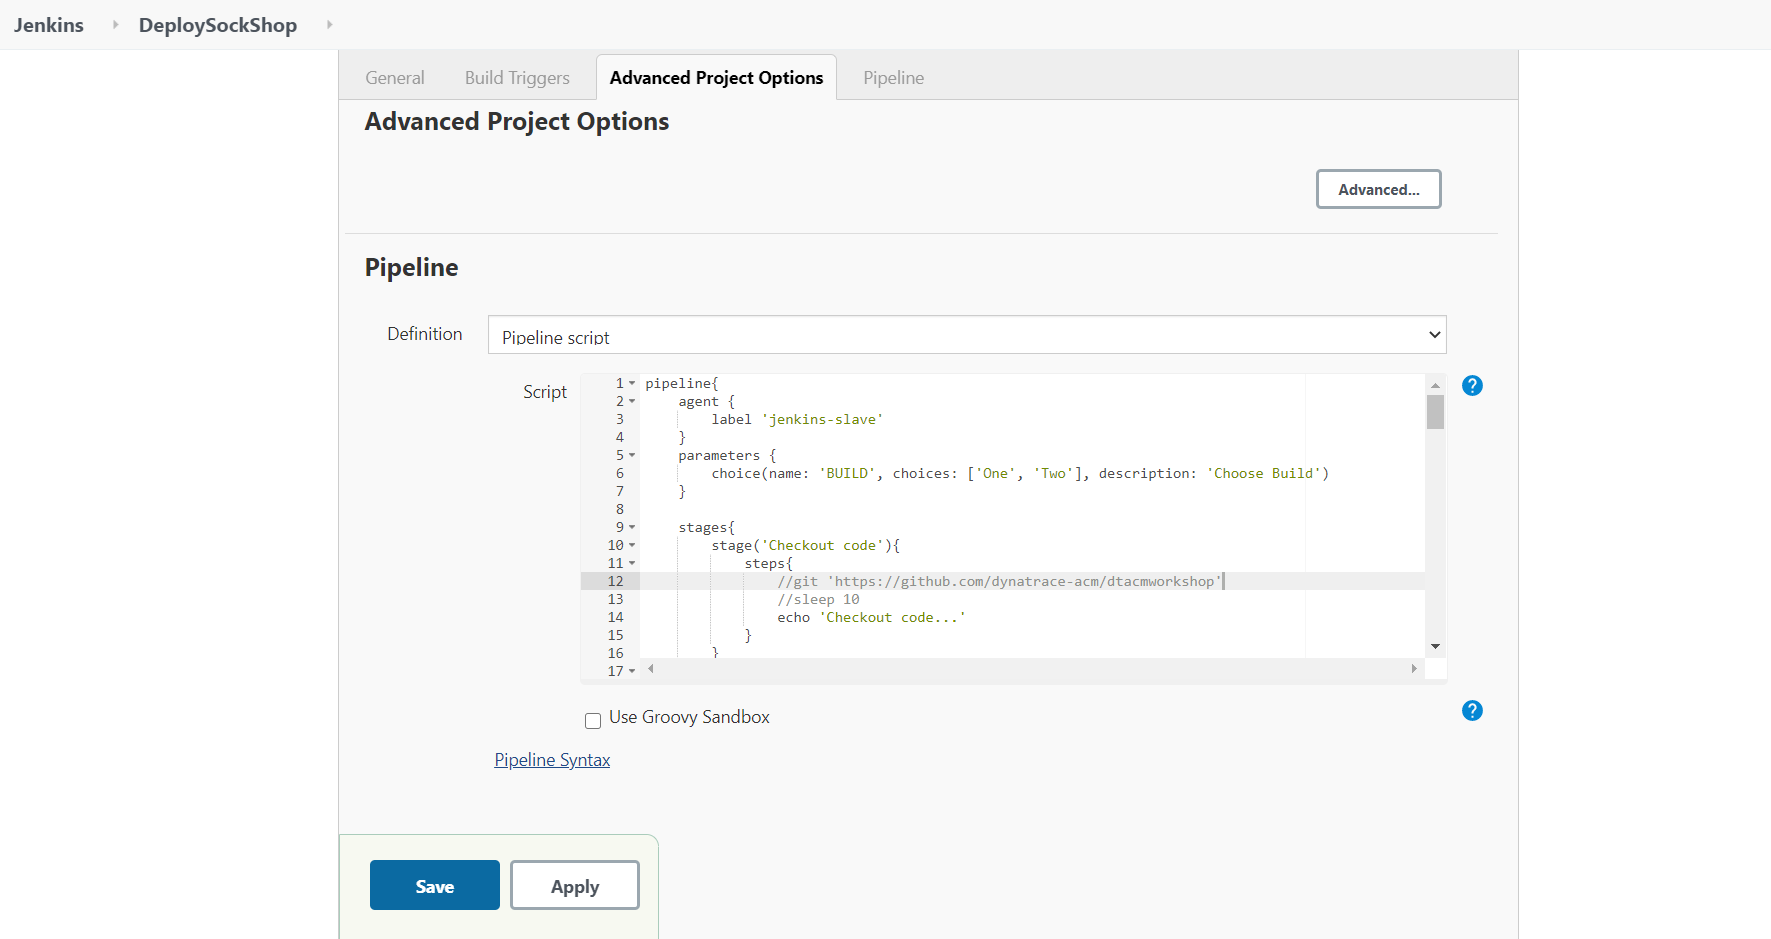 Jenkins DeploySockShop
General Build Triggers Advanced Project Options Pipeline
Advanced Project Options
Advanced...
Pipeline
Definition Pipeline script
Script
1 pipeline{
2 agent {
3 label 'jenkins-slave'
4 }
5 parameters {
6 choice(name: 'BUILD', choices: ['One', 'Two'], description: 'Choose Build')
7 }
8
9 stages{
10 stage('Checkout code'){
11 steps{
12 //git 'https://github.com/dynatrace-acm/dtacmworkshop'
13 //sleep 10
14 echo 'Checkout code...'
15 }
16 }
17
Use Groovy Sandbox
Pipeline Syntax
Save Apply